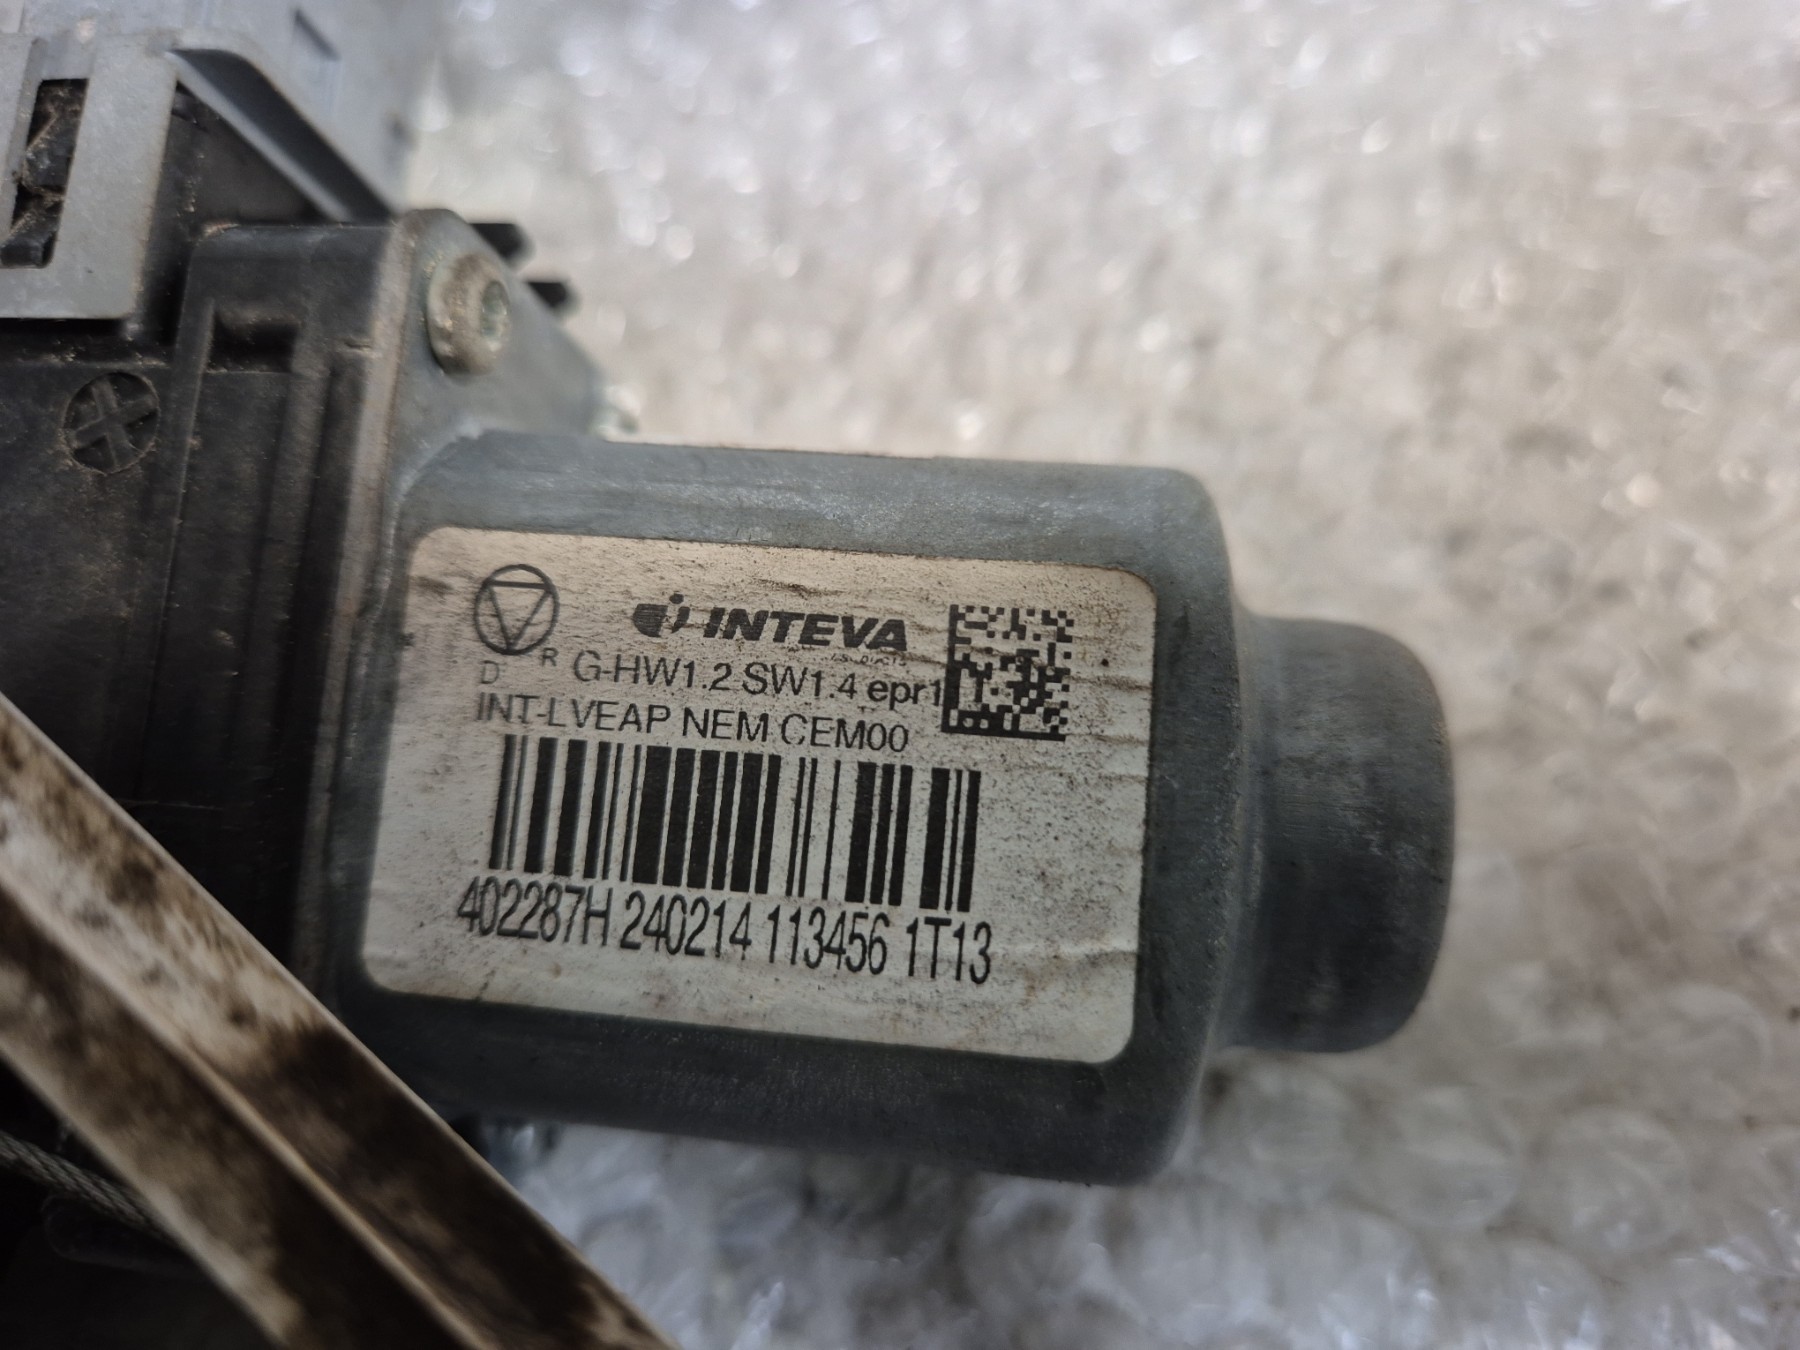 INTEVA
D R G-HW1.2 SW1.4 epr1
INT-LVEAP NEM CEM00
402287H 240214 113456 1T13